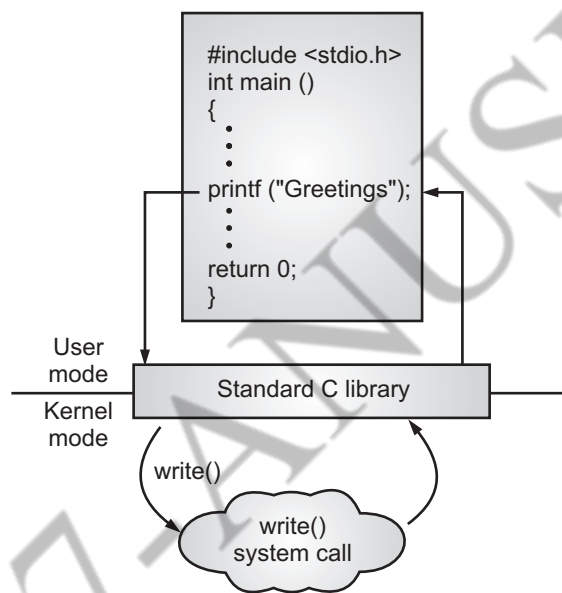 #include <stdio.h>
int main ()
{
printf ("Greetings");
return 0;
}
User
mode
Standard C library
Kernel
mode
write()
write()
system call